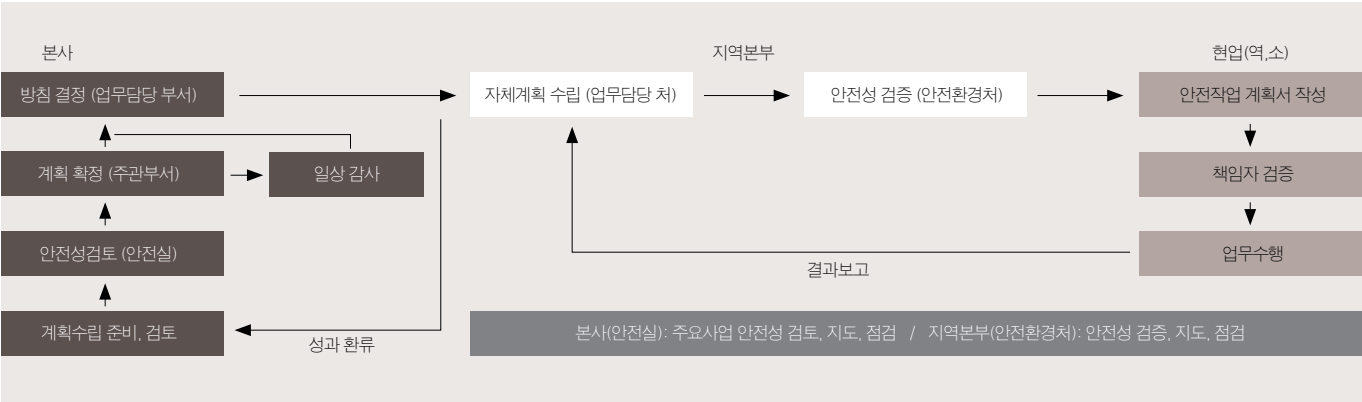 본사
지역본부
현업(역,소)
방침 결정 (업무담당 부서)
자체계획 수립 (업무담당 처)
안전성 검증 (안전환경처)
안전작업 계획서 작성
계획 확정 (주관부서)
일상 감사
책임자 검증
안전성검토 (안전실)
업무수행
결과보고
계획수립 준비, 검토
성과 환류
본사(안전실): 주요사업 안전성 검토, 지도, 점검 / 지역본부(안전환경처): 안전성 검증, 지도, 점검